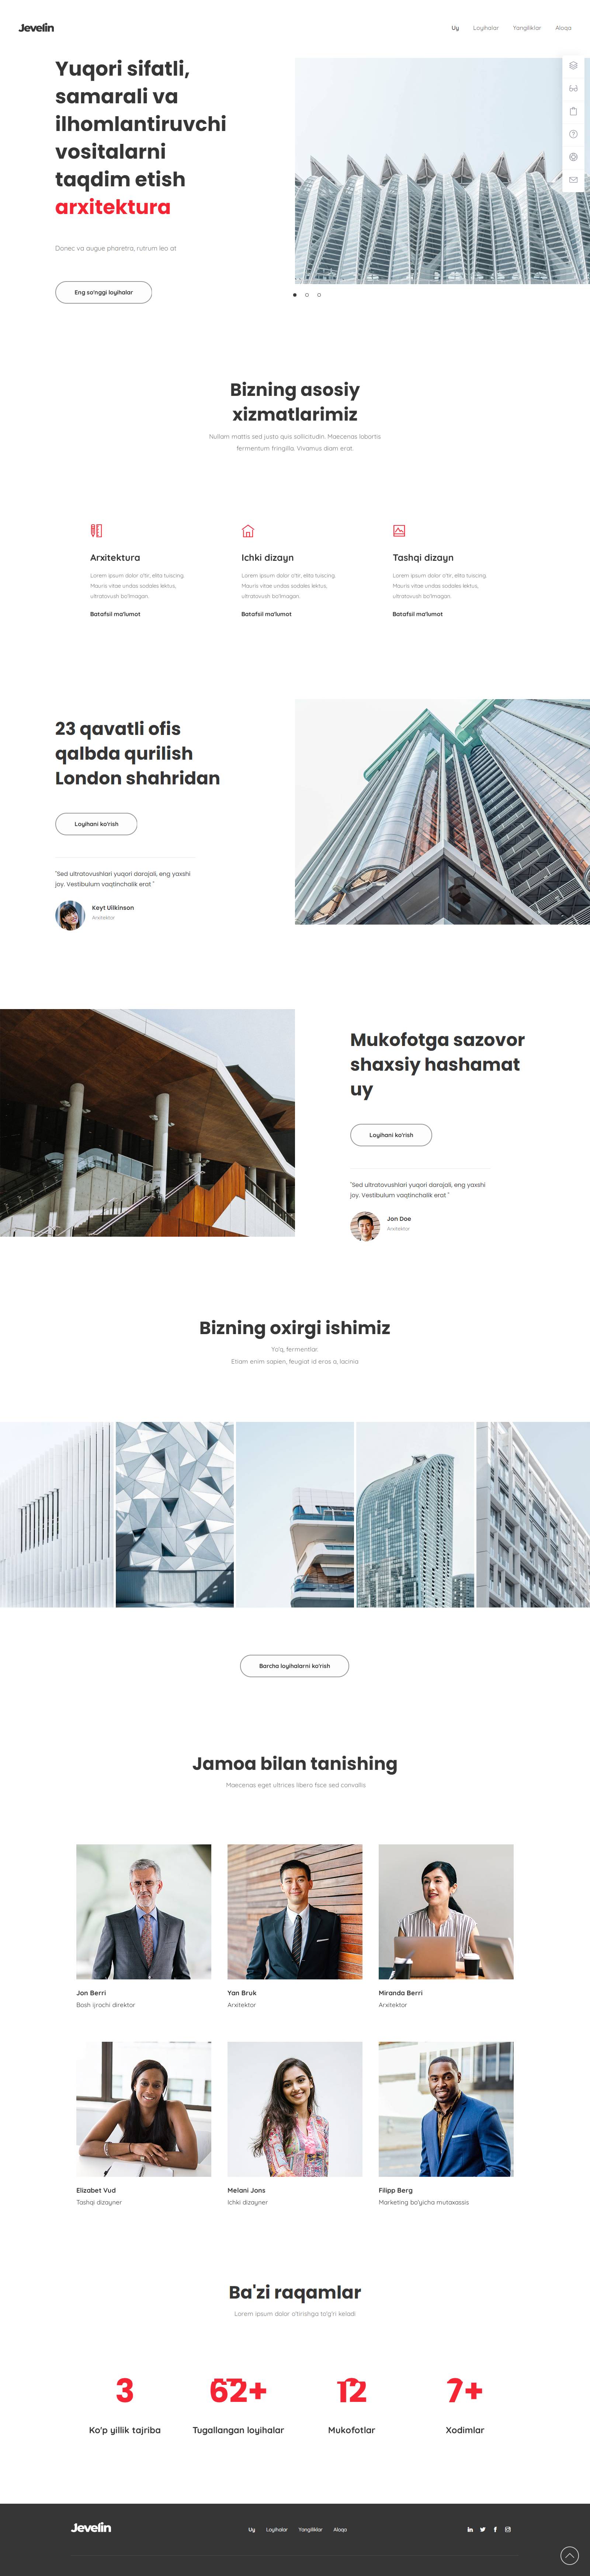 Jevelin
Uy Loyihalar Yangiliklar Aloqa
Yuqori sifatli,
samarali va
ilhomlantiruvchi
vositalarni
taqdim etish
arxitektura
Donec va augue pharetra, rutrum leo at
Eng so'nggi loyihalar
Bizning asosiy
xizmatlarimiz
Nullam mattis sed justo quis sollicitudin. Maecenas lobortis
fermentum fringilla. Vivamus diam erat.
Arxitektura
Lorem ipsum dolor o'tir, elita tuiscing.
Mauris vitae undas sodales lektus,
ultratovush bo'lmagan.
Batafsil ma'lumot
Ichki dizayn
Lorem ipsum dolor o'tir, elita tuiscing.
Mauris vitae undas sodales lektus,
ultratovush bo'lmagan.
Batafsil ma'lumot
Tashqi dizayn
Lorem ipsum dolor o'tir, elita tuiscing.
Mauris vitae undas sodales lektus,
ultratovush bo'lmagan.
Batafsil ma'lumot
23 qavatli ofis
qalbda qurilish
London shahridan
Loyihani ko'rish
"Sed ultratovushlari yuqori darajali, eng yaxshi
joy. Vestibulum vaqtinchalik erat."
Keyt Uilkinson
Arxitektor
Mukofotga sazovor
shaxsiy hashamat
uy
Loyihani ko'rish
"Sed ultratovushlari yuqori darajali, eng yaxshi
joy. Vestibulum vaqtinchalik erat "
Jon Doe
Arxitektor
Bizning oxirgi ishimiz
Yo'q, fermentlar.
Etiam enim sapien, feugiat id eros a, lacinia
Barcha loyihalarni ko'rish
Jamoa bilan tanishing
Maecenas eget ultrices libero fsce sed convallis
Jon Berri
Bosh ijrochi direktor
Yan Bruk
Arxitektor
Miranda Berri
Arxitektor
Elizabet Vud
Tashqi dizayner
Melani Jons
Ichki dizayner
Filipp Berg
Marketing bo'yicha mutaxassis
Ba'zi raqamlar
Lorem ipsum dolor o'tirishga to'g'ri keladi
3
Ko'p yillik tajriba
62+
Tugallangan loyihalar
12
Mukofotlar
7+
Xodimlar
Jevelin
Uy Loyihalar Yangiliklar Aloqa